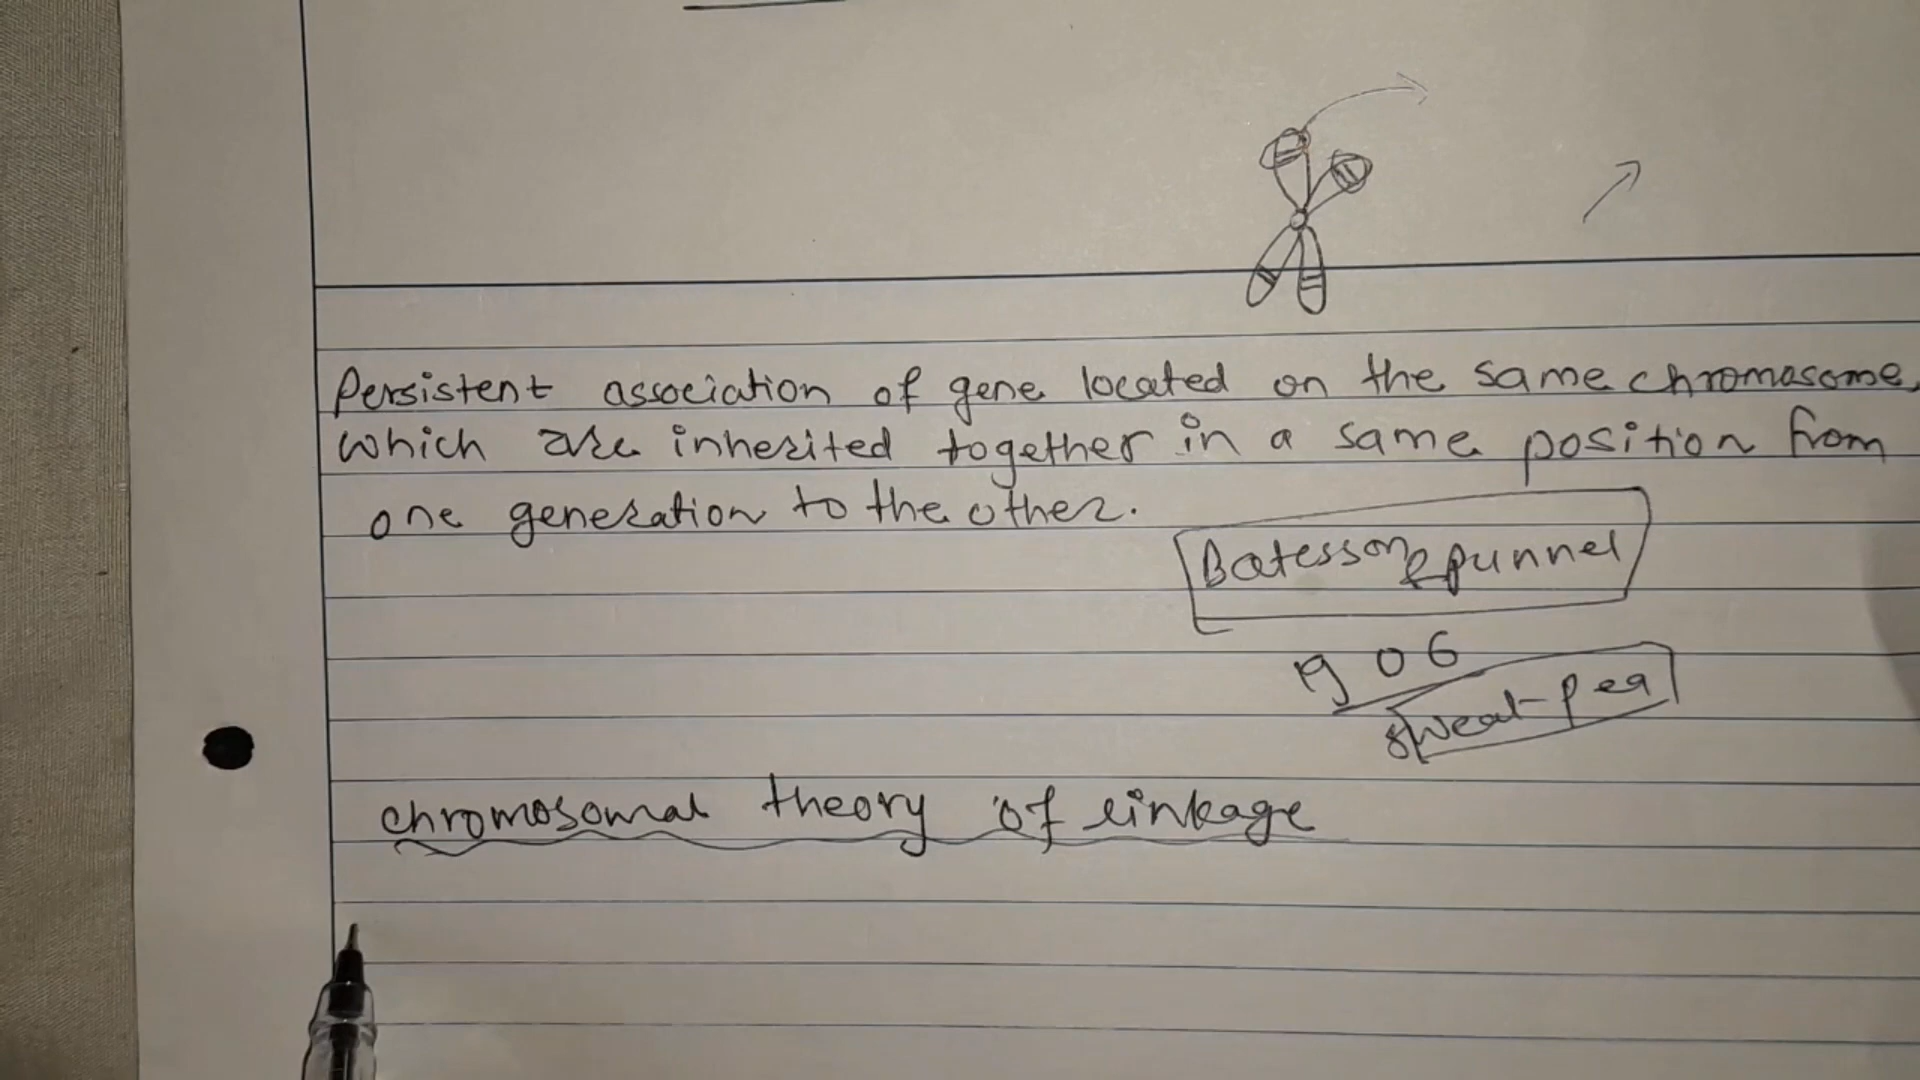 Persistent association of gene located on the same chromosome,
which are inherited together in a same position from
one generation to the other.
Batesson & punnel
1906
sweat-pea
chromosomal theory of linkage